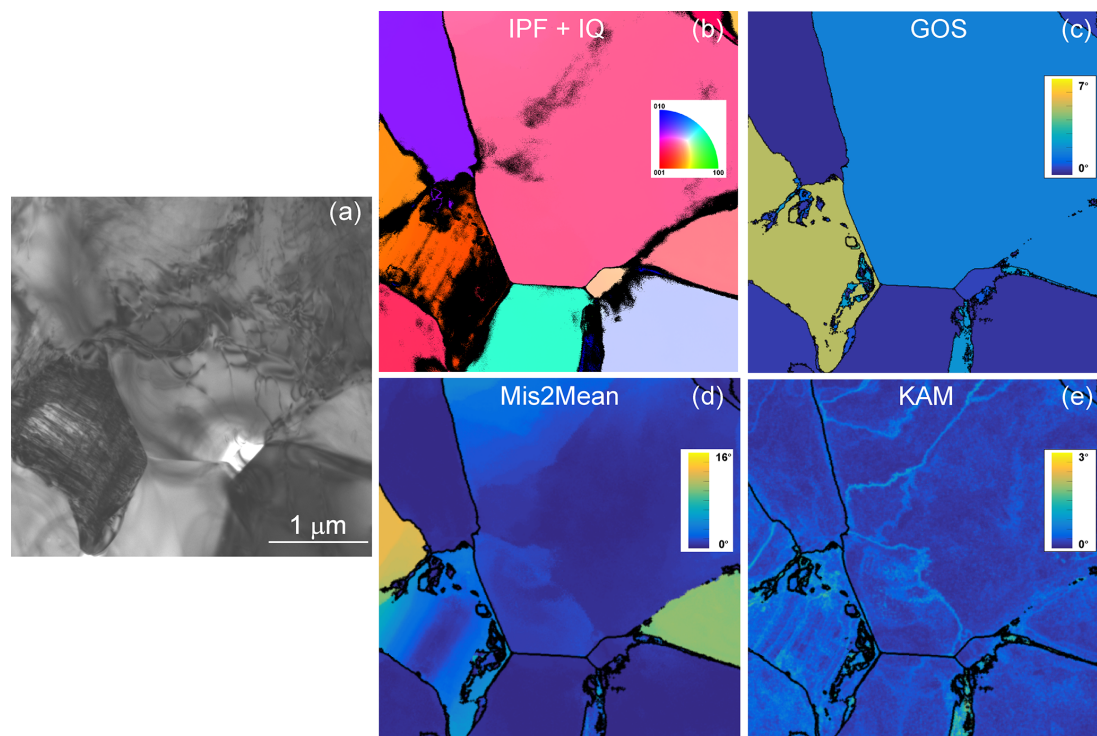 (a)
1 μm
IPF + IQ
(b)
010
001
100
GOS
(c)
7°
0°
Mis2Mean
(d)
16°
0°
KAM
(e)
3°
0°